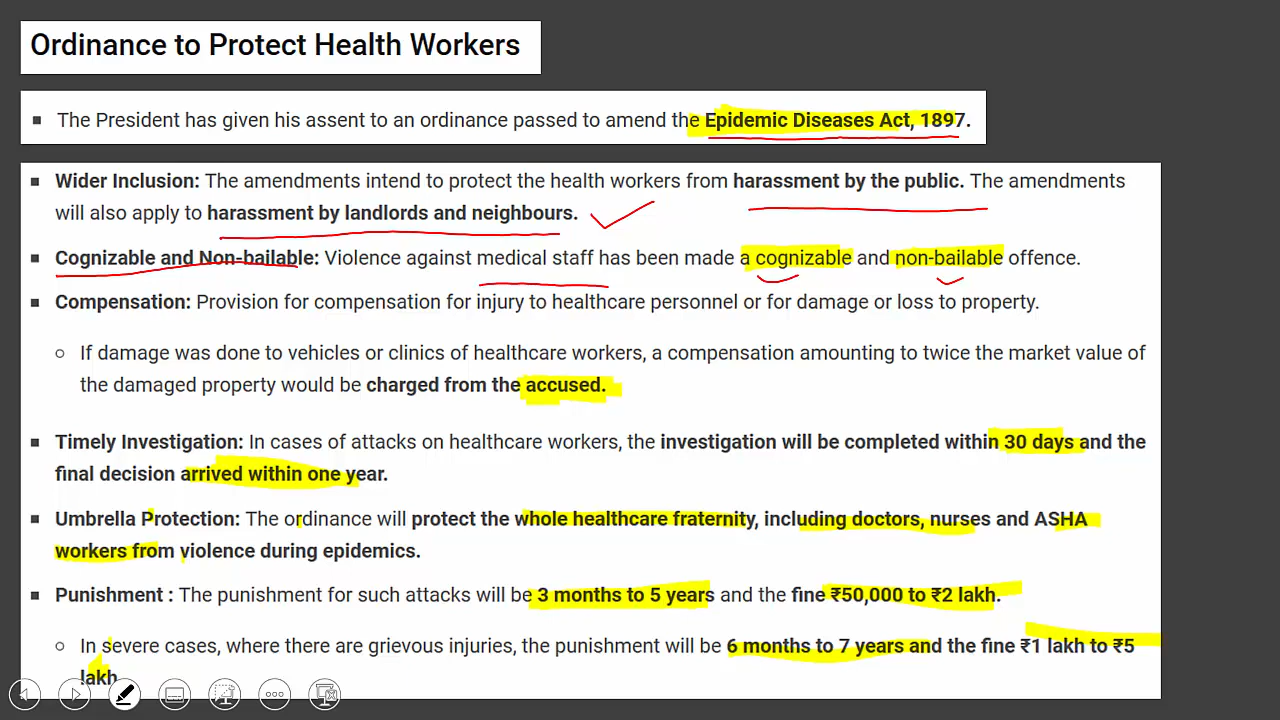 Ordinance to Protect Health Workers
▪ The President has given his assent to an ordinance passed to amend the Epidemic Diseases Act, 1897.
▪ Wider Inclusion: The amendments intend to protect the health workers from harassment by the public. The amendments
will also apply to harassment by landlords and neighbours.
▪ Cognizable and Non-bailable: Violence against medical staff has been made a cognizable and non-bailable offence.
▪ Compensation: Provision for compensation for injury to healthcare personnel or for damage or loss to property.
○ If damage was done to vehicles or clinics of healthcare workers, a compensation amounting to twice the market value of
the damaged property would be charged from the accused.
▪ Timely Investigation: In cases of attacks on healthcare workers, the investigation will be completed within 30 days and the
final decision arrived within one year.
▪ Umbrella Protection: The ordinance will protect the whole healthcare fraternity, including doctors, nurses and ASHA
workers from violence during epidemics.
▪ Punishment : The punishment for such attacks will be 3 months to 5 years and the fine ₹50,000 to ₹2 lakh.
○ In severe cases, where there are grievous injuries, the punishment will be 6 months to 7 years and the fine ₹1 lakh to ₹5
lakh